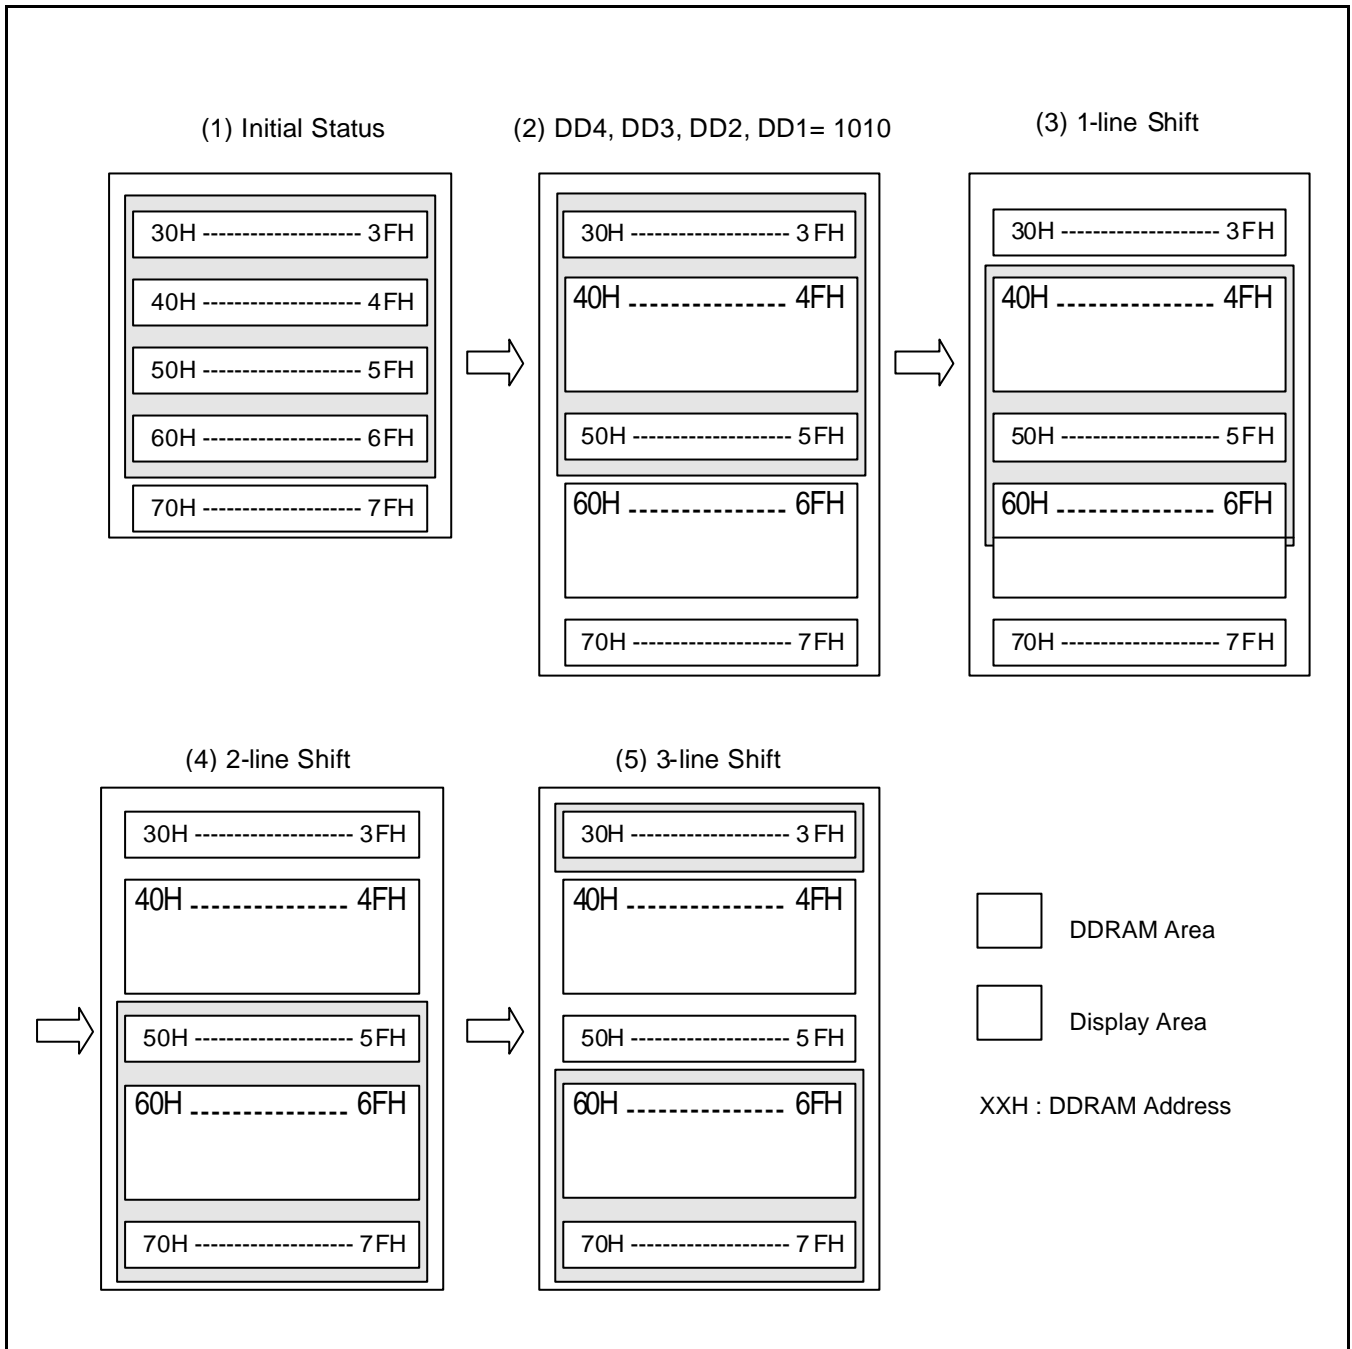 (1) Initial Status
30H -------------------- 3FH
40H -------------------- 4FH
50H -------------------- 5FH
60H -------------------- 6FH
70H -------------------- 7FH
(2) DD4, DD3, DD2, DD1= 1010
30H -------------------- 3FH
40H --------------- 4FH
50H -------------------- 5FH
60H --------------- 6FH
70H -------------------- 7FH
(3) 1-line Shift
30H -------------------- 3FH
40H --------------- 4FH
50H -------------------- 5FH
60H --------------- 6FH
70H -------------------- 7FH
(4) 2-line Shift
30H -------------------- 3FH
40H --------------- 4FH
50H -------------------- 5FH
60H --------------- 6FH
70H -------------------- 7FH
(5) 3-line Shift
30H -------------------- 3FH
40H --------------- 4FH
50H -------------------- 5FH
60H --------------- 6FH
70H -------------------- 7FH
DDRAM Area
Display Area
XXH : DDRAM Address